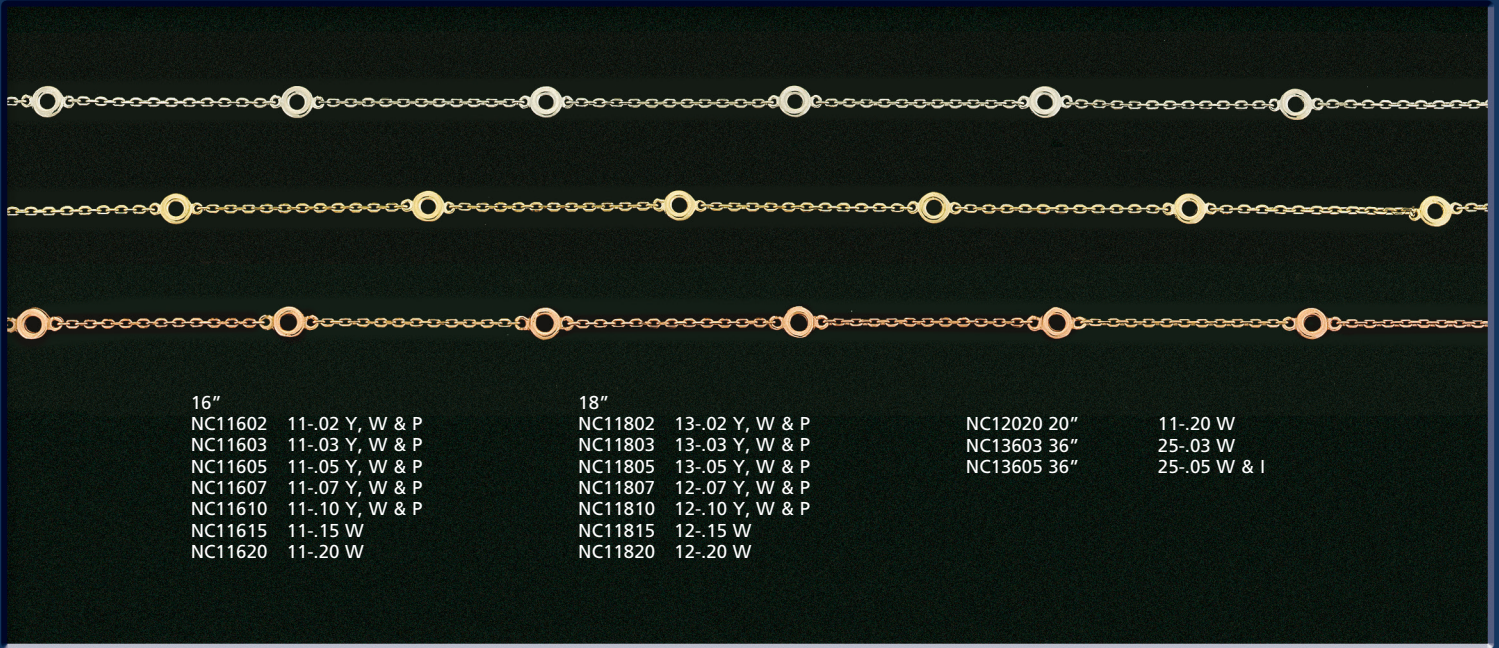 16”
NC11602 11-.02 Y, W & P
NC11603 11-.03 Y, W & P
NC11605 11-.05 Y, W & P
NC11607 11-.07 Y, W & P
NC11610 11-.10 Y, W & P
NC11615 11-.15 W
NC11620 11-.20 W
18”
NC11802 13-.02 Y, W & P
NC11803 13-.03 Y, W & P
NC11805 13-.05 Y, W & P
NC11807 12-.07 Y, W & P
NC11810 12-.10 Y, W & P
NC11815 12-.15 W
NC11820 12-.20 W
NC12020 20” 11-.20 W
NC13603 36” 25-.03 W
NC13605 36” 25-.05 W & I